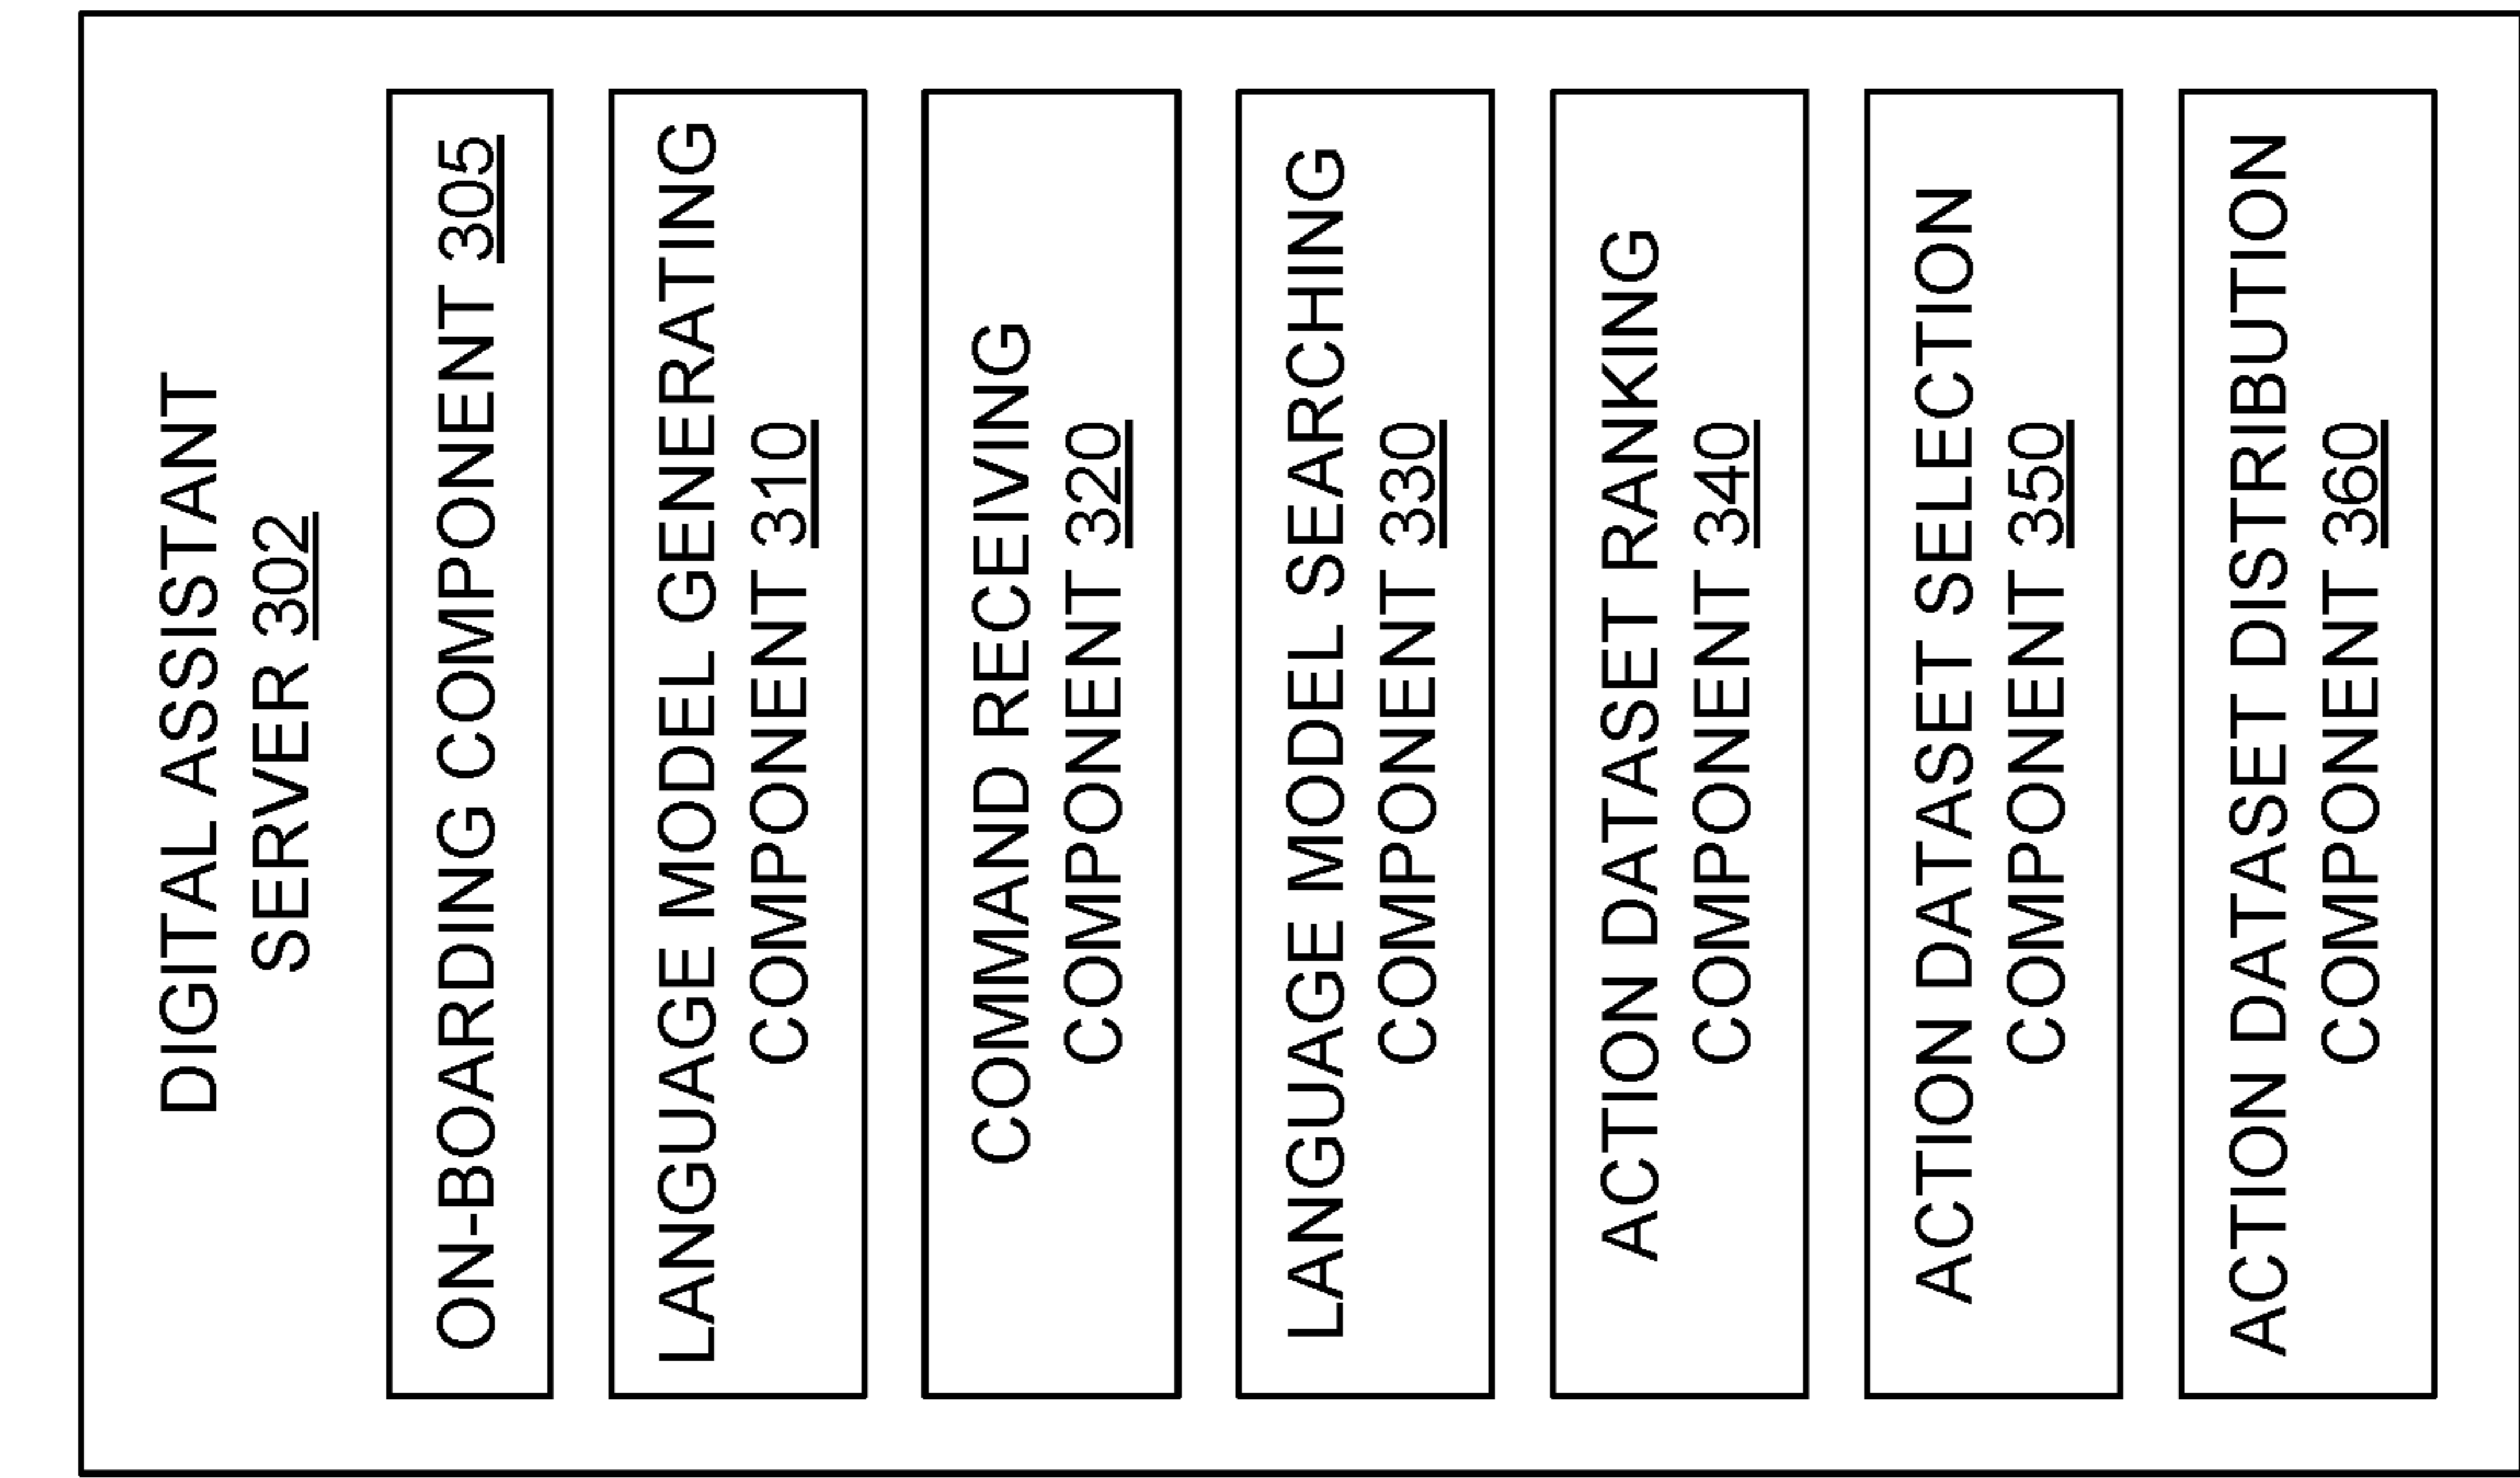 DIGITAL ASSISTANT
SERVER 302
ON-BOARDING COMPONENT 305
LANGUAGE MODEL GENERATING
COMPONENT 310
COMMAND RECEIVING
COMPONENT 320
LANGUAGE MODEL SEARCHING
COMPONENT 330
ACTION DATASET RANKING
COMPONENT 340
ACTION DATASET SELECTION
COMPONENT 350
ACTION DATASET DISTRIBUTION
COMPONENT 360